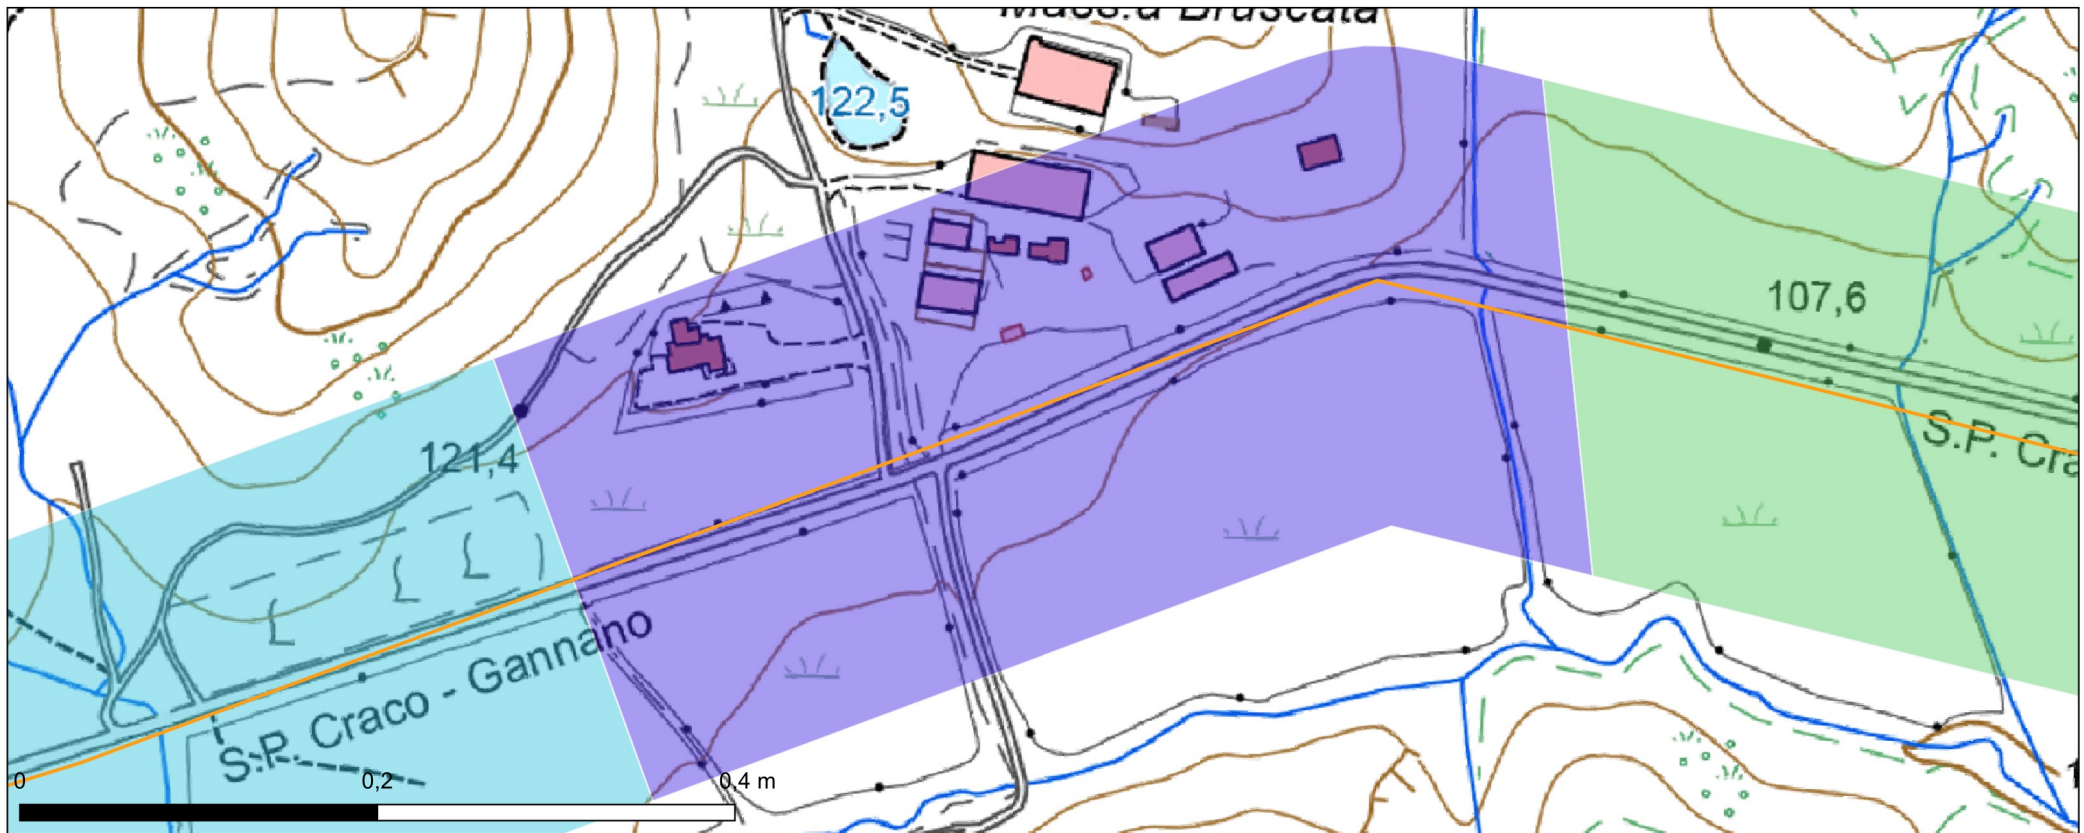 Mass.a Bruscata
122,5
107,6
S.P. Cra
121,4
S.P. Craco - Gannano
0 0,2 0,4 m